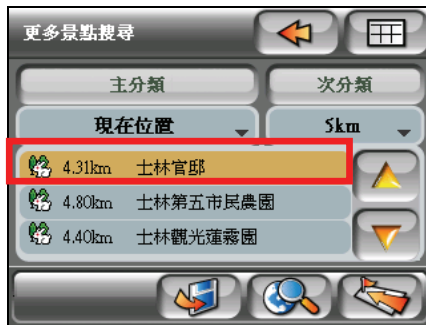 更多景點搜尋
主分類 次分類
現在位置 5km
4.31km 士林官邸
4.80km 士林第五市民農園
4.40km 士林觀光蓮霧園